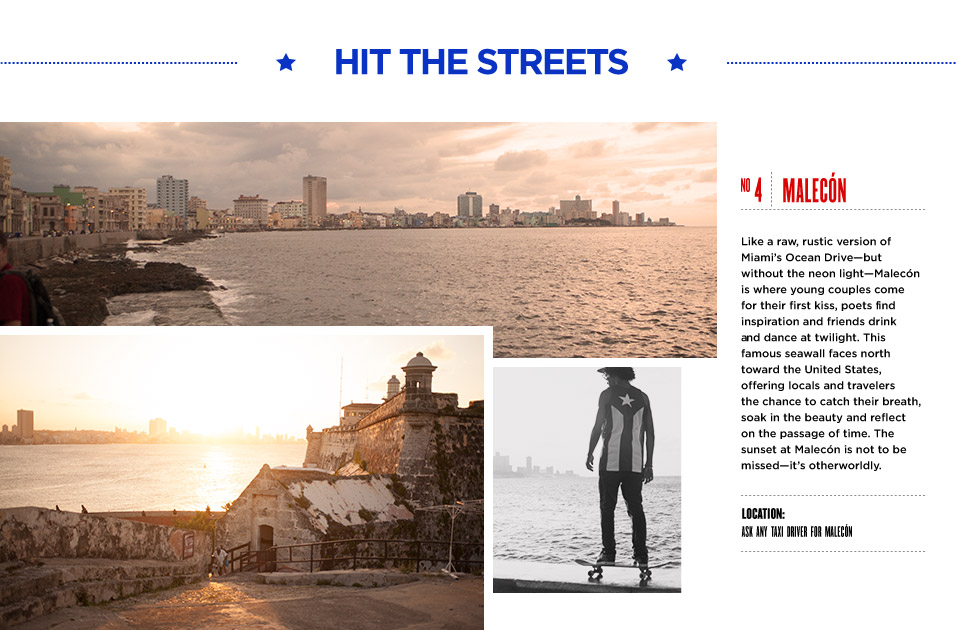 HIT THE STREETS
NO 4 MALECÓN
Like a raw, rustic version of
Miami’s Ocean Drive—but
without the neon light—Malecón
is where young couples come
for their first kiss, poets find
inspiration and friends drink
and dance at twilight. This
famous seawall faces north
toward the United States,
offering locals and travelers
the chance to catch their breath,
soak in the beauty and reflect
on the passage of time. The
sunset at Malecón is not to be
missed—it’s otherworldly.
LOCATION:
ASK ANY TAXI DRIVER FOR MALECÓN